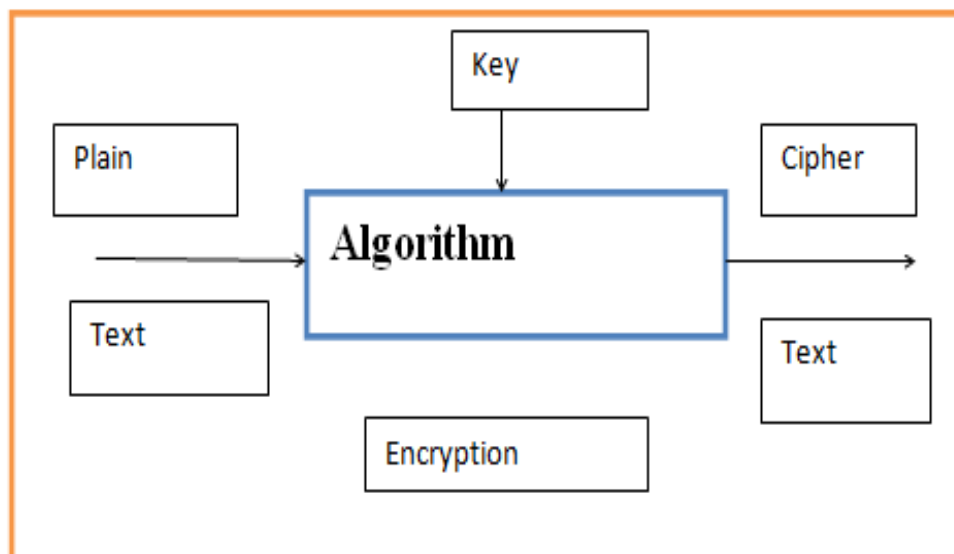 Key
Plain
Cipher
Algorithm
Text
Text
Encryption